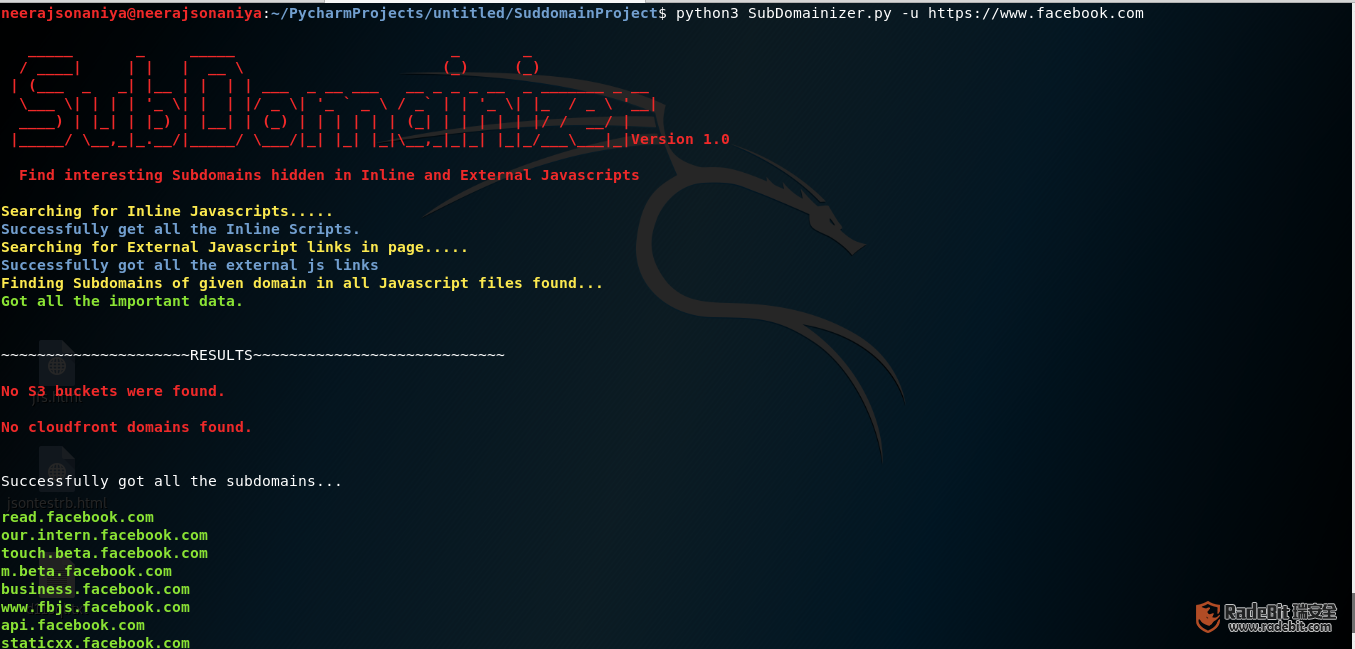 neerajsonaniya@neerajsonaniya:~/PycharmProjects/untitled/SuddomainProject$ python3 SubDomainizer.py -u https://www.facebook.com
SubDomainizer
Version 1.0
Find interesting Subdomains hidden in Inline and External Javascripts
Searching for Inline Javascripts.....
Successfully get all the Inline Scripts.
Searching for External Javascript links in page.....
Successfully got all the external js links
Finding Subdomains of given domain in all Javascript files found...
Got all the important data.
~~~~~~~~~~~~~~~~~~~~~RESULTS~~~~~~~~~~~~~~~~~~~~~~~~~~~~
No S3 buckets were found.
jfs.html
No cloudfront domains found.
Successfully got all the subdomains...
jsontestrb.html
read.facebook.com
our.intern.facebook.com
touch.beta.facebook.com
m.beta.facebook.com
business.facebook.com
www.fbjs.facebook.com
api.facebook.com
staticxx.facebook.com
RadeBit 瑞安全
www.radebit.com